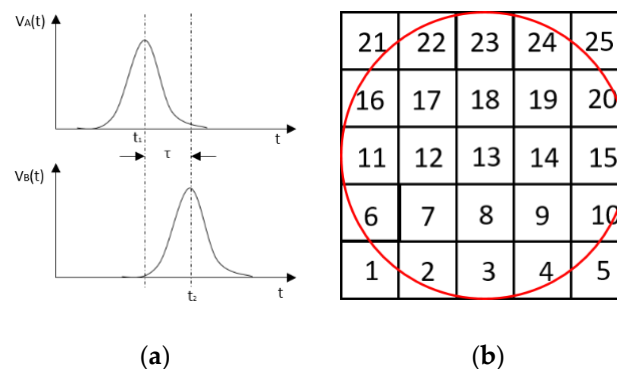 VA(t)
t₁
t
τ
VB(t)
t₂
t
(a)
21 22 23 24 25
16 17 18 19 20
11 12 13 14 15
6 7 8 9 10
1 2 3 4 5
(b)